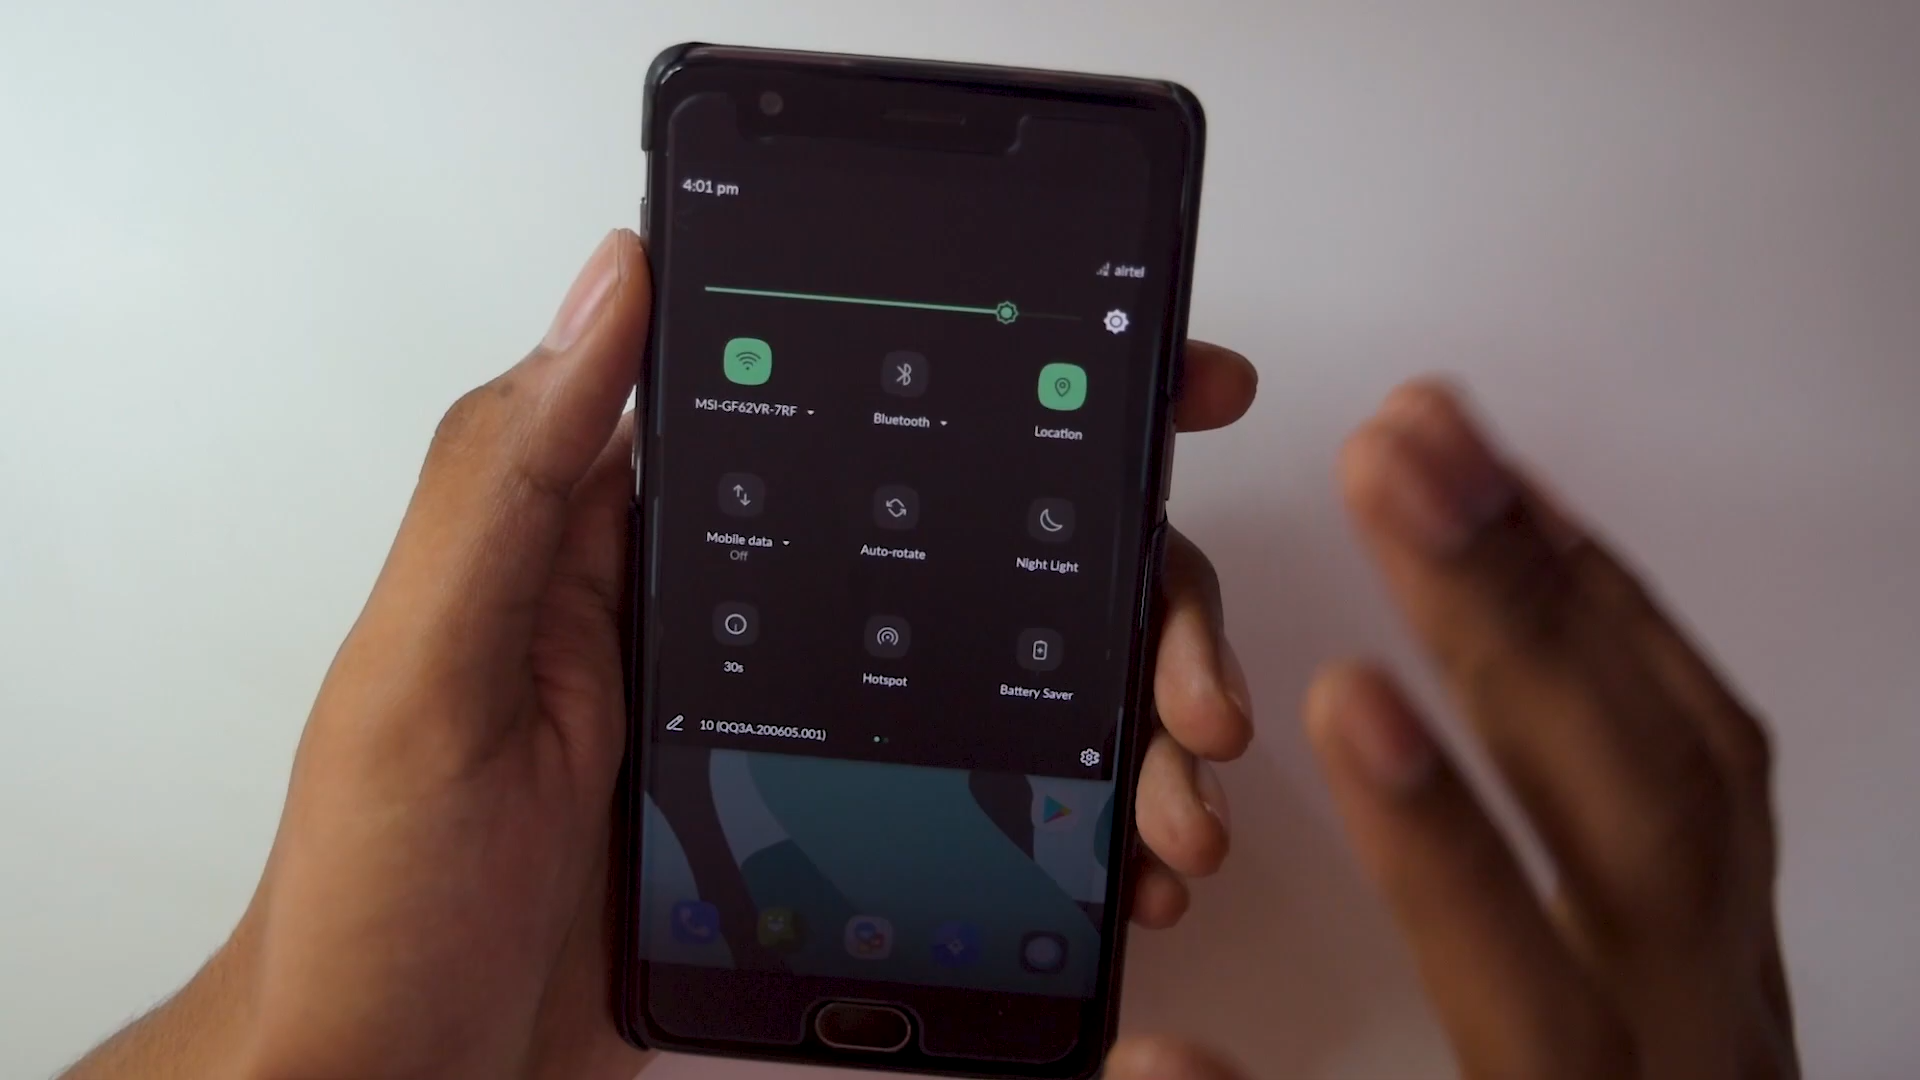 4:01 pm
airtel
MSI-GF62VR-7RF
Bluetooth
Location
Mobile data
Off
Auto-rotate
Night Light
30s
Hotspot
Battery Saver
10 (QQ3A.200605.001)